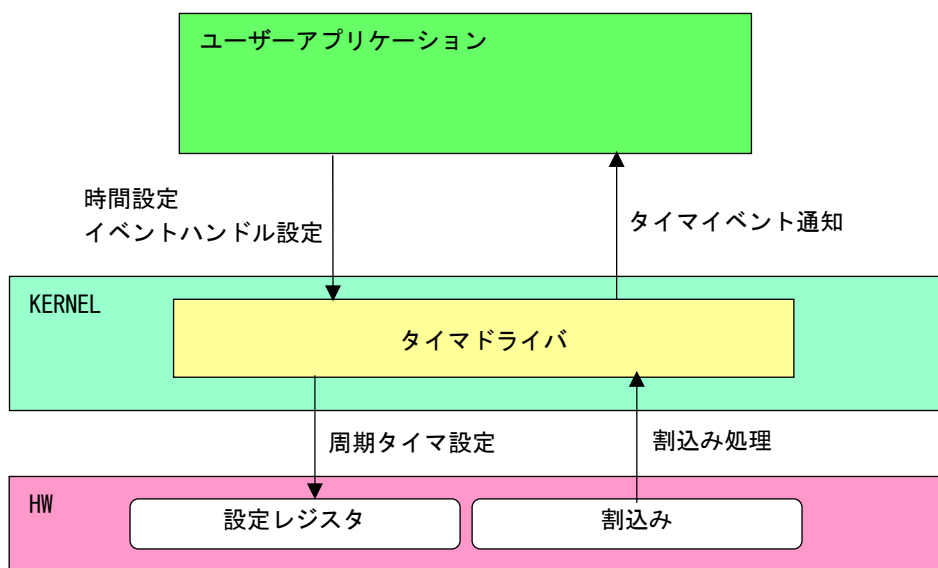 ユーザーアプリケーション
時間設定
イベントハンドル設定
タイマイベント通知
KERNEL
タイマドライバ
周期タイマ設定
割込み処理
HW
設定レジスタ
割込み